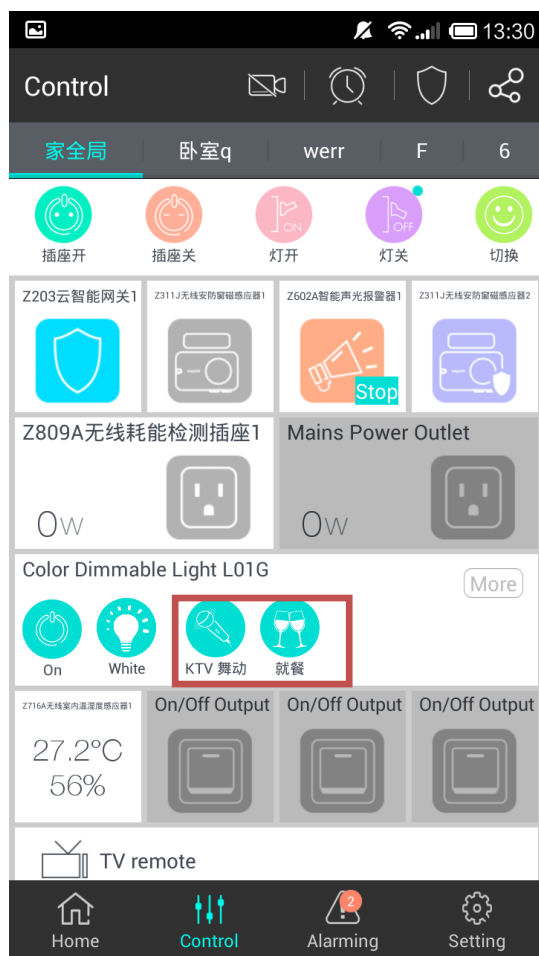 13:30
Control
家全局 卧室q werr F 6
ON OFF
插座开 插座关 灯开 灯关 切换
Z203云智能网关1 Z311J无线安防窗磁感应器1 Z602A智能声光报警器1 Z311J无线安防窗磁感应器2
Stop
Z809A无线耗能检测插座1 Mains Power Outlet
0W 0W
Color Dimmable Light L01G
More
On White KTV 舞动 就餐
Z716A无线室内温湿度感应器1 On/Off Output On/Off Output On/Off Output
27.2°C
56%
TV remote
2
Home Control Alarming Setting